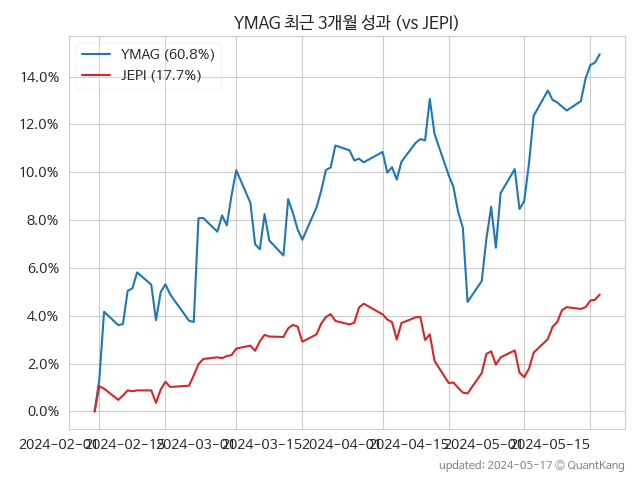 YMAG 최근 3개월 성과 (vs JEPI)
YMAG (60.8%)
JEPI (17.7%)
14.0%
12.0%
10.0%
8.0%
6.0%
4.0%
2.0%
0.0%
2024-02-01 2024-02-15 2024-03-01 2024-03-15 2024-04-01 2024-04-15 2024-05-01 2024-05-15
updated: 2024-05-17 © QuantKang